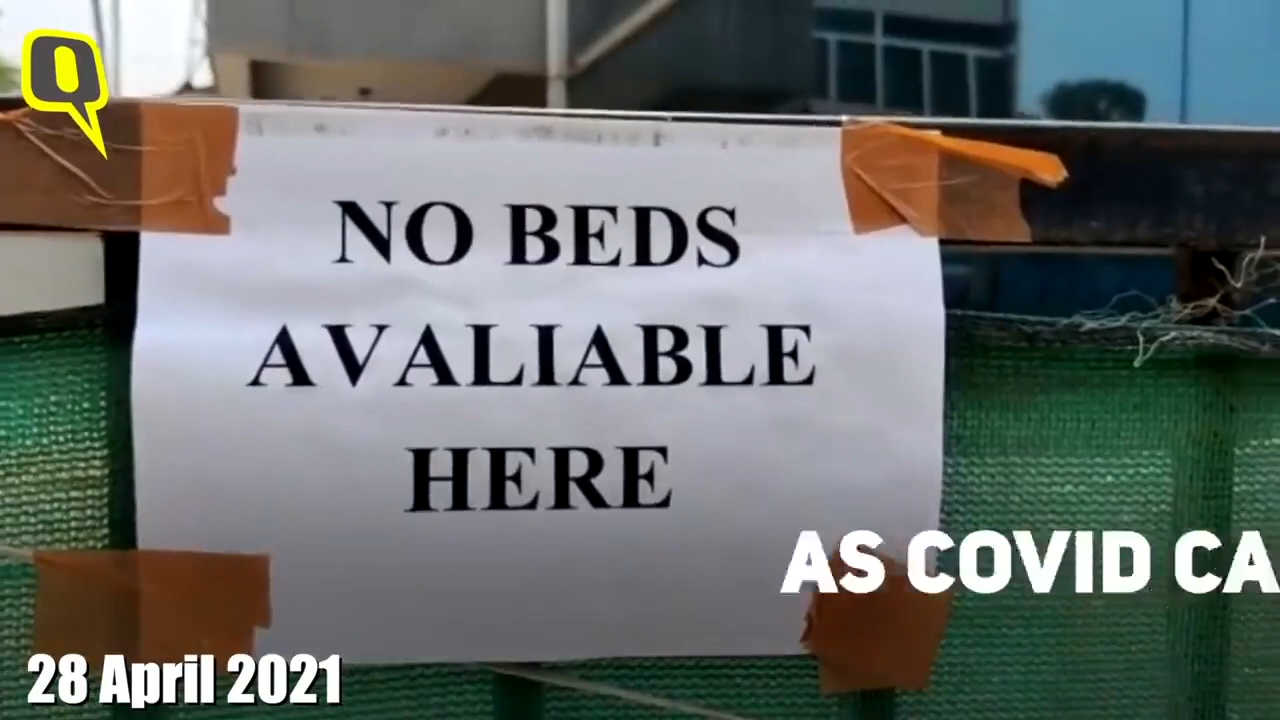 Q
NO BEDS
AVALIABLE
HERE
AS COVID CA
28 April 2021